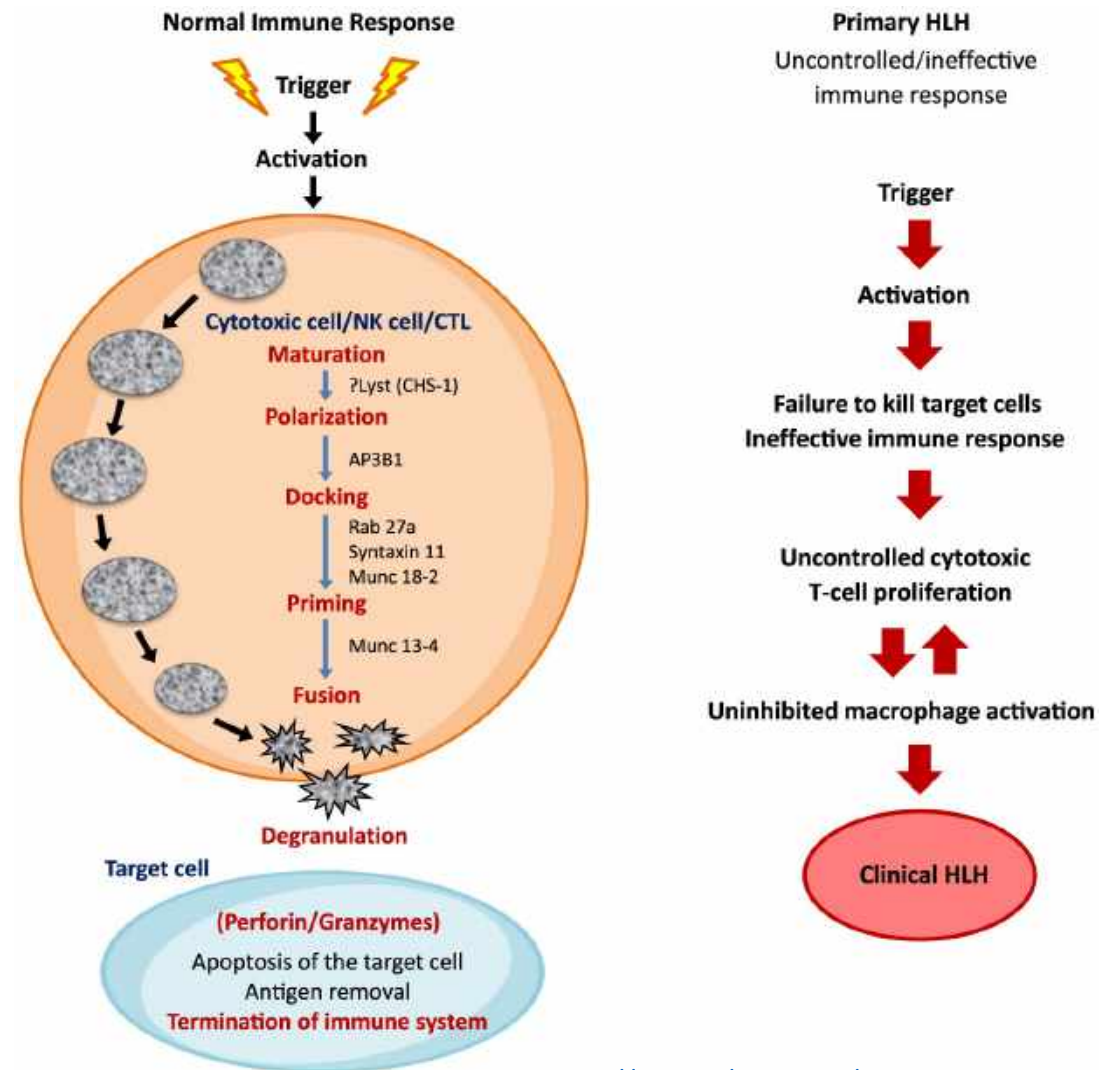 Normal Immune Response
Trigger
Activation
Cytotoxic cell/NK cell/CTL
Maturation
?Lyst (CHS-1)
Polarization
AP3B1
Docking
Rab 27a
Syntaxin 11
Munc 18-2
Priming
Munc 13-4
Fusion
Degranulation
Target cell
(Perforin/Granzymes)
Apoptosis of the target cell
Antigen removal
Termination of immune system
Primary HLH
Uncontrolled/ineffective
immune response
Trigger
Activation
Failure to kill target cells
Ineffective immune response
Uncontrolled cytotoxic
T-cell proliferation
Uninhibited macrophage activation
Clinical HLH